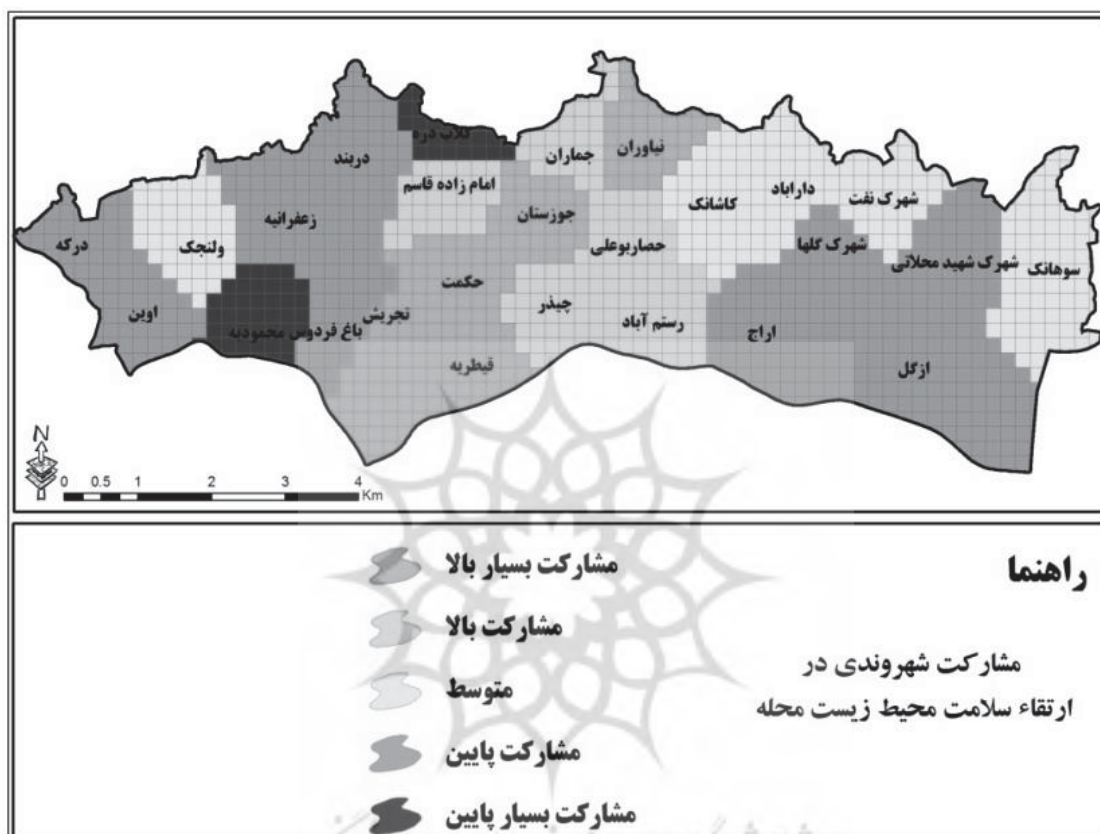 گلاب دره
دربند
جماران
نیاوران
امام زاده قاسم
داراباد
کاشانک
شهرک نفت
جوزستان
زعفرانیه
درکه
ولنجک
حصاربوعلی
شهرک گلها
شهرک شهید محلاتی
سوهانک
حکمت
اوین
تجریش
چیذر
باغ فردوس
محمودیه
رستم آباد
اراج
قیطریه
ازگل
N
0 0.5 1 2 3 4
Km
راهنما
مشارکت شهروندی در
ارتقاء سلامت محیط زیست محله
مشارکت بسیار بالا
مشارکت بالا
متوسط
مشارکت پایین
مشارکت بسیار پایین